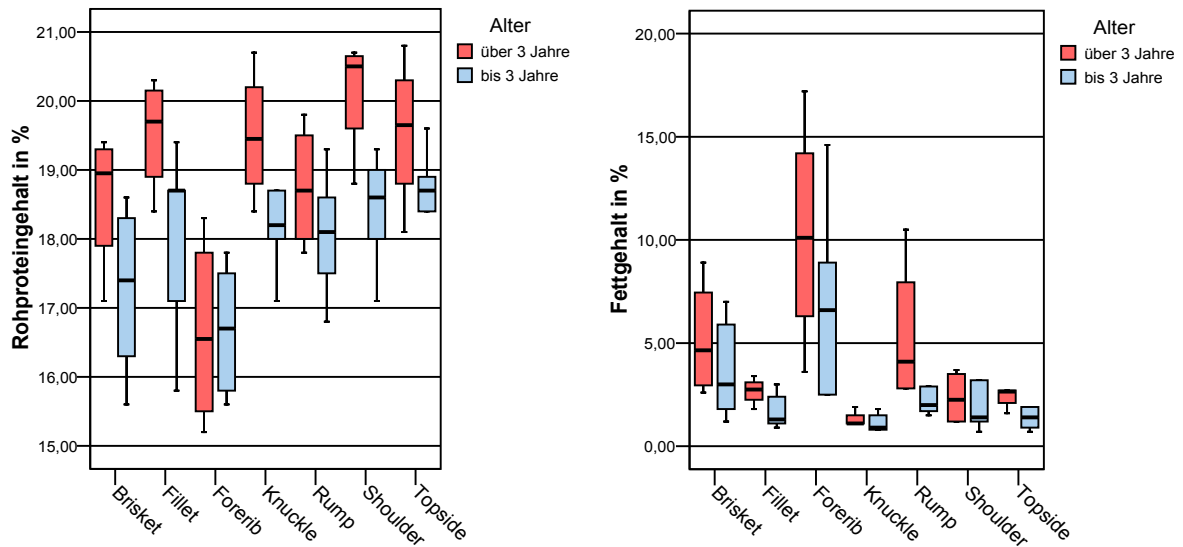 Rohproteingehalt in %
21,00
20,00
19,00
18,00
17,00
16,00
15,00
Brisket
Fillet
Forerib
Knuckle
Rump
Shoulder
Topside
Alter
über 3 Jahre
bis 3 Jahre
Fettgehalt in %
20,00
15,00
10,00
5,00
0,00
Brisket
Fillet
Forerib
Knuckle
Rump
Shoulder
Topside
Alter
über 3 Jahre
bis 3 Jahre